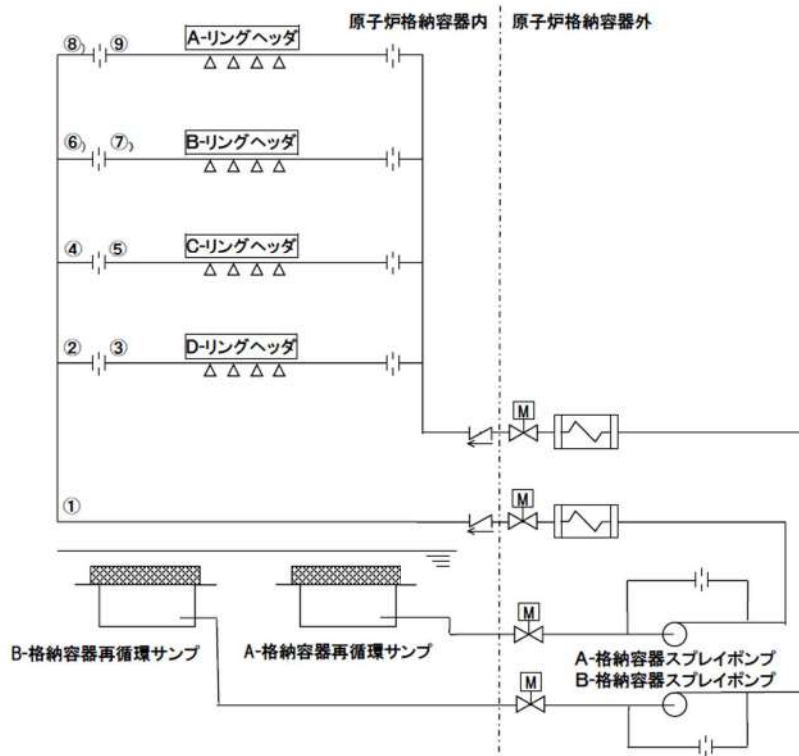 原子炉格納容器内 原子炉格納容器外
⑧) ⑨ A-リングヘッダ
⑥) ⑦) B-リングヘッダ
④ ⑤ C-リングヘッダ
② ③ D-リングヘッダ
M
①
M
M
B-格納容器再循環サンプ
A-格納容器再循環サンプ
A-格納容器スプレイポンプ
B-格納容器スプレイポンプ
M